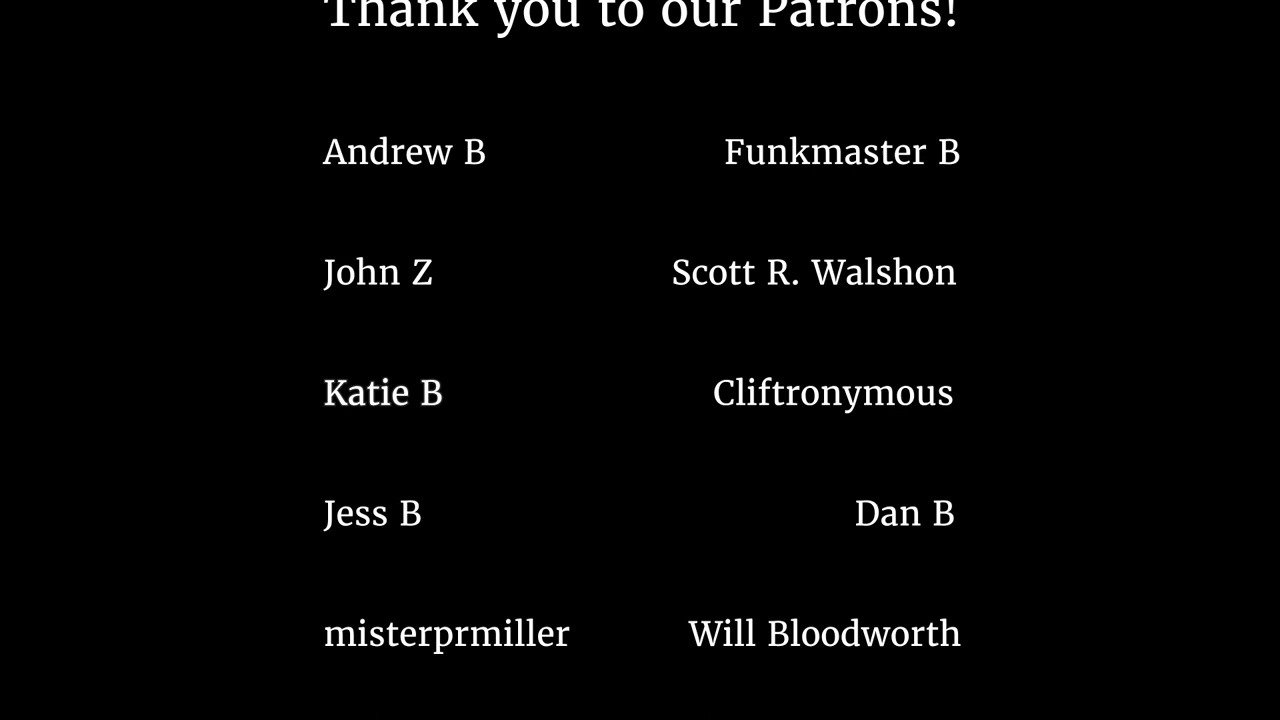 Thank you to our Patrons!
Andrew B Funkmaster B
John Z Scott R. Walshon
Katie B Cliftronymous
Jess B Dan B
misterprmiller Will Bloodworth